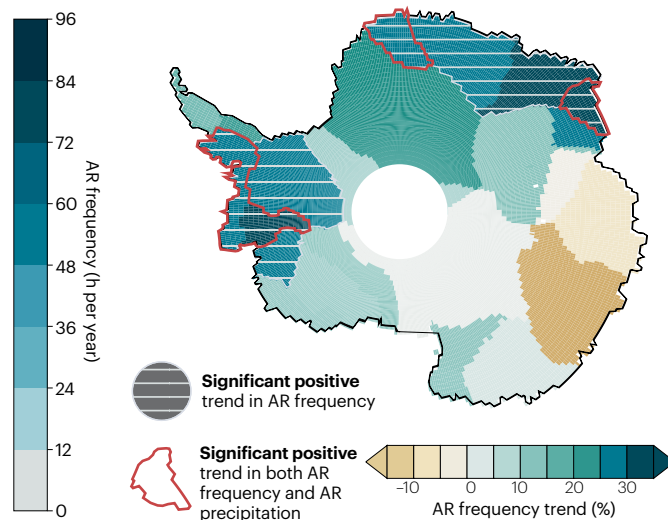 96
84
72
60
48
36
24
12
0
AR frequency (h per year)
Significant positive
trend in AR frequency
Significant positive
trend in both AR
frequency and AR
precipitation
–10 0 10 20 30
AR frequency trend (%)